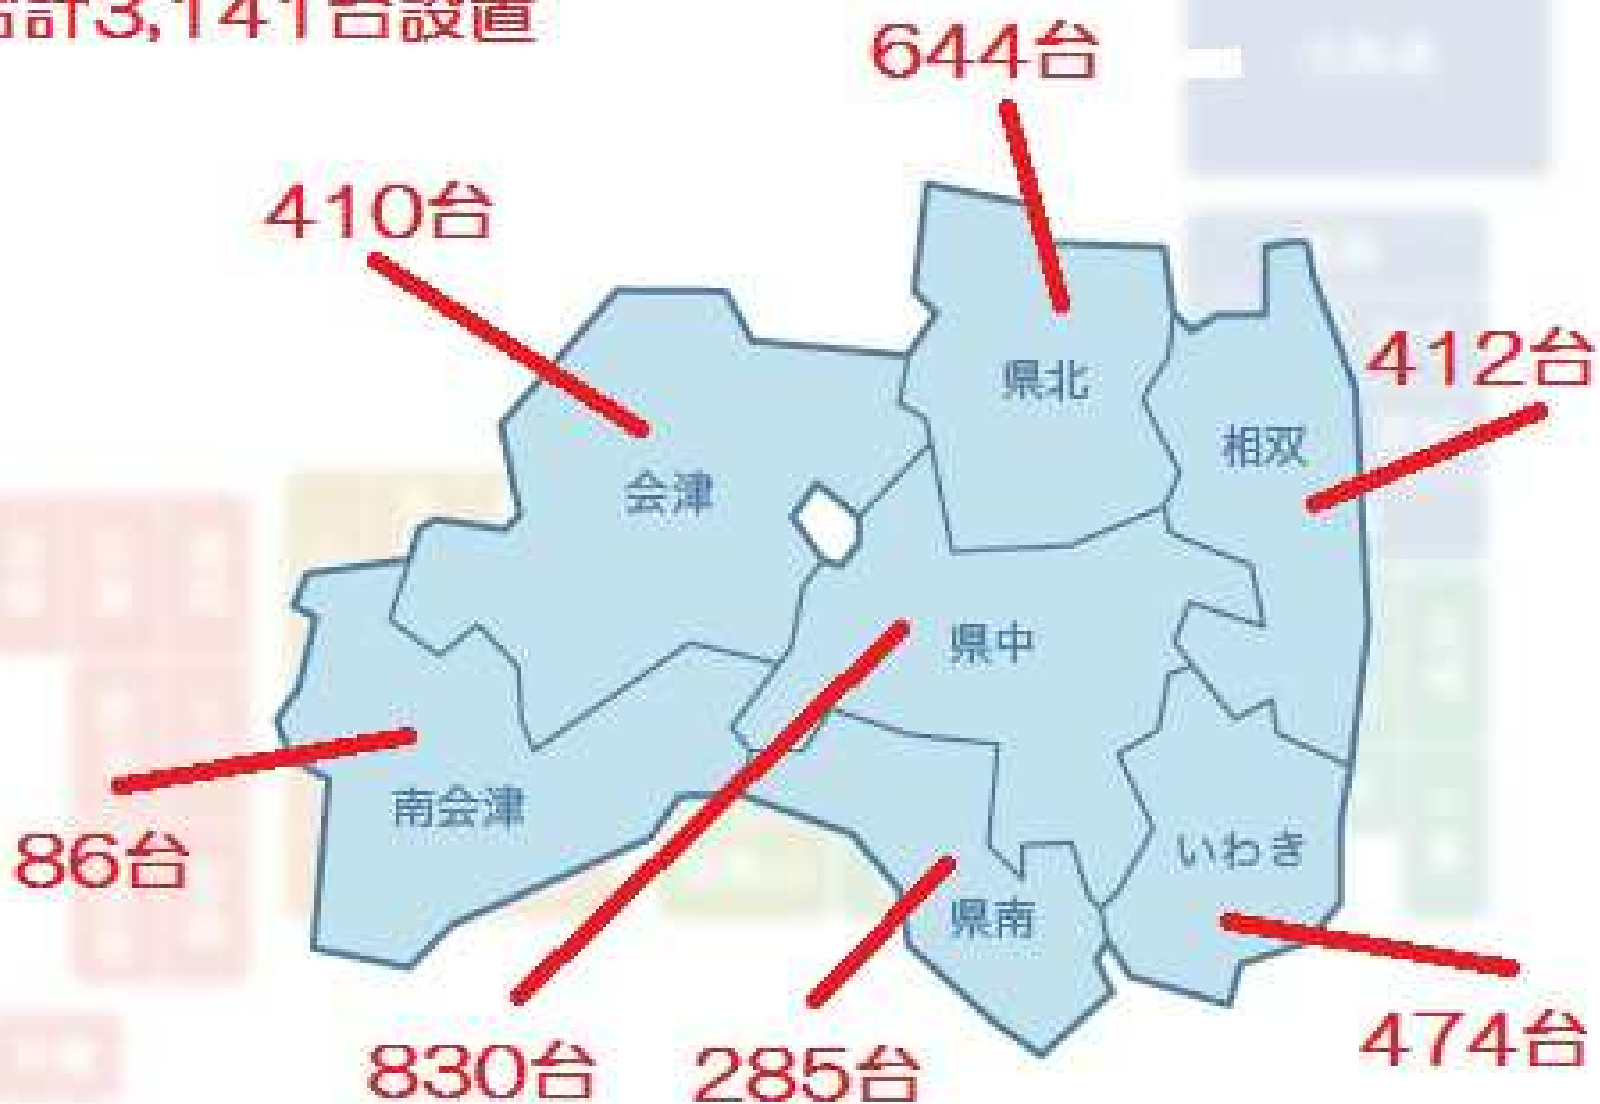 合計3,141台設置
644台
410台
412台
県北
相双
会津
県中
南会津
86台
いわき
県南
474台
830台
285台